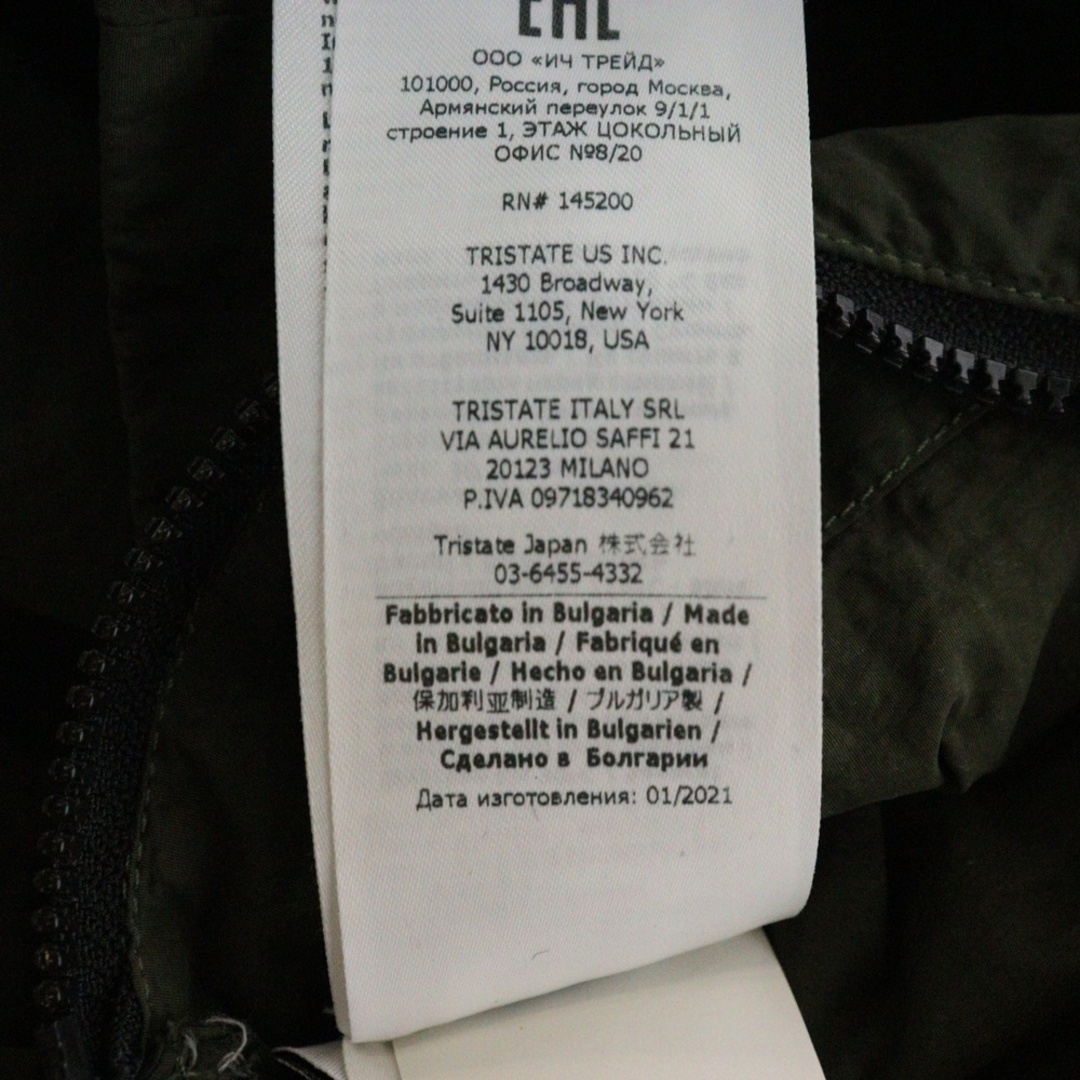 EAC
ООО «ИЧ ТРЕЙД»
101000, Россия, город Москва,
Армянский переулок 9/1/1
строение 1, ЭТАЖ ЦОКОЛЬНЫЙ
ОФИС №8/20
RN# 145200
TRISTATE US INC.
1430 Broadway,
Suite 1105, New York
NY 10018, USA
TRISTATE ITALY SRL
VIA AURELIO SAFFI 21
20123 MILANO
P.IVA 09718340962
Tristate Japan 株式会社
03-6455-4332
Fabbricato in Bulgaria / Made
in Bulgaria / Fabriqué en
Bulgarie / Hecho en Bulgaria /
保加利亚制造 / ブルガリア製 /
Hergestellt in Bulgarien /
Сделано в Болгарии
Дата изготовления: 01/2021